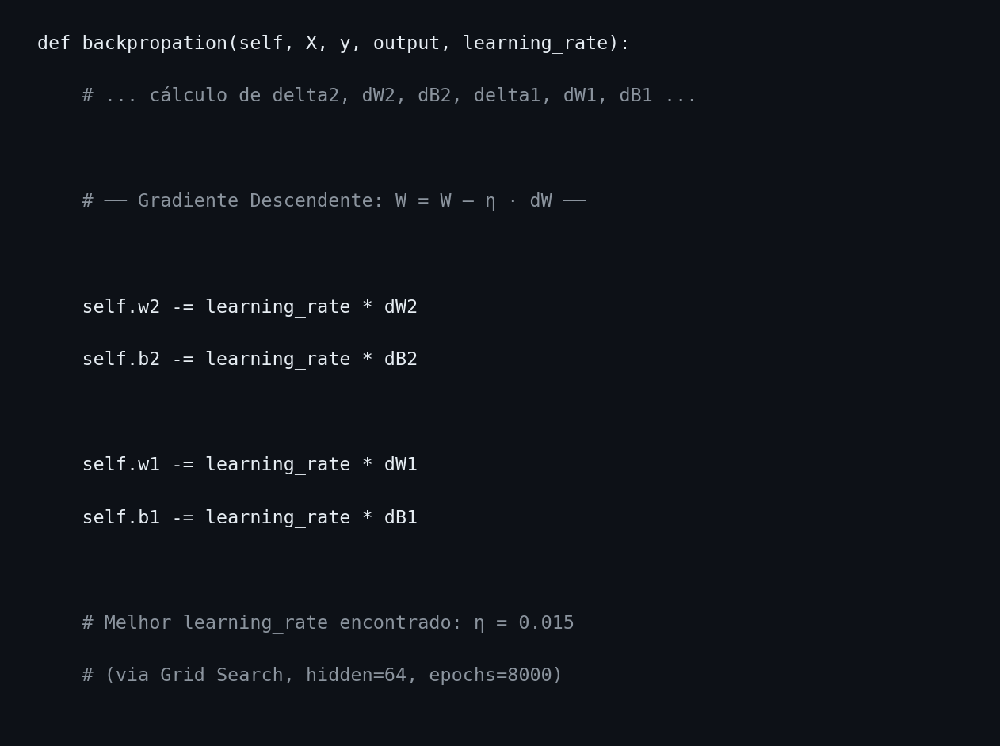 def backpropation(self, X, y, output, learning_rate):
# ... cálculo de delta2, dW2, dB2, delta1, dW1, dB1 ...
# ── Gradiente Descendente: W = W − η · dW ──
self.w2 -= learning_rate * dW2
self.b2 -= learning_rate * dB2
self.w1 -= learning_rate * dW1
self.b1 -= learning_rate * dB1
# Melhor learning_rate encontrado: η = 0.015
# (via Grid Search, hidden=64, epochs=8000)